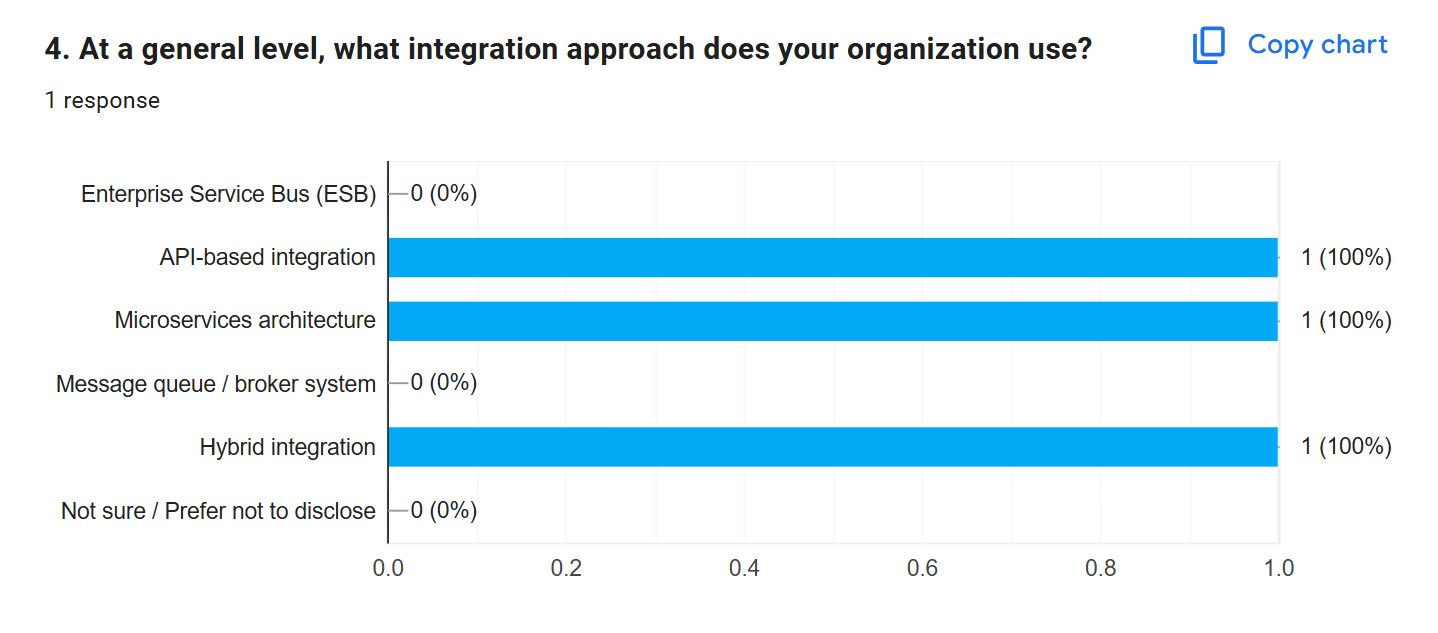 4. At a general level, what integration approach does your organization use?
Copy chart
1 response
Enterprise Service Bus (ESB) 0 (0%)
API-based integration 1 (100%)
Microservices architecture 1 (100%)
Message queue / broker system 0 (0%)
Hybrid integration 1 (100%)
Not sure / Prefer not to disclose 0 (0%)
0.0 0.2 0.4 0.6 0.8 1.0